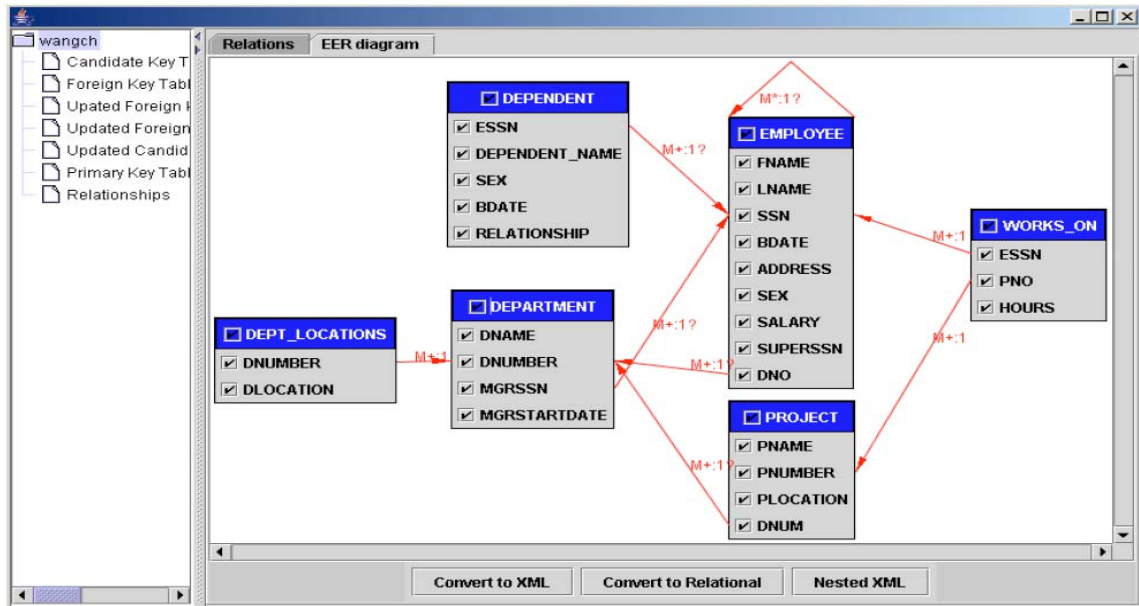 wangch
Candidate Key T
Foreign Key Tabl
Upated Foreign K
Updated Foreign
Updated Candid
Primary Key Tabl
Relationships
Relations
EER diagram
DEPENDENT
ESSN
DEPENDENT_NAME
SEX
BDATE
RELATIONSHIP
M+:1?
M*:1?
EMPLOYEE
FNAME
LNAME
SSN
BDATE
ADDRESS
SEX
SALARY
SUPERSSN
DNO
M+:1
WORKS_ON
ESSN
PNO
HOURS
M+:1
DEPT_LOCATIONS
DNUMBER
DLOCATION
M+:1
DEPARTMENT
DNAME
DNUMBER
MGRSSN
MGRSTARTDATE
M+:1?
M+:1?
M+:1?
PROJECT
PNAME
PNUMBER
PLOCATION
DNUM
Convert to XML
Convert to Relational
Nested XML